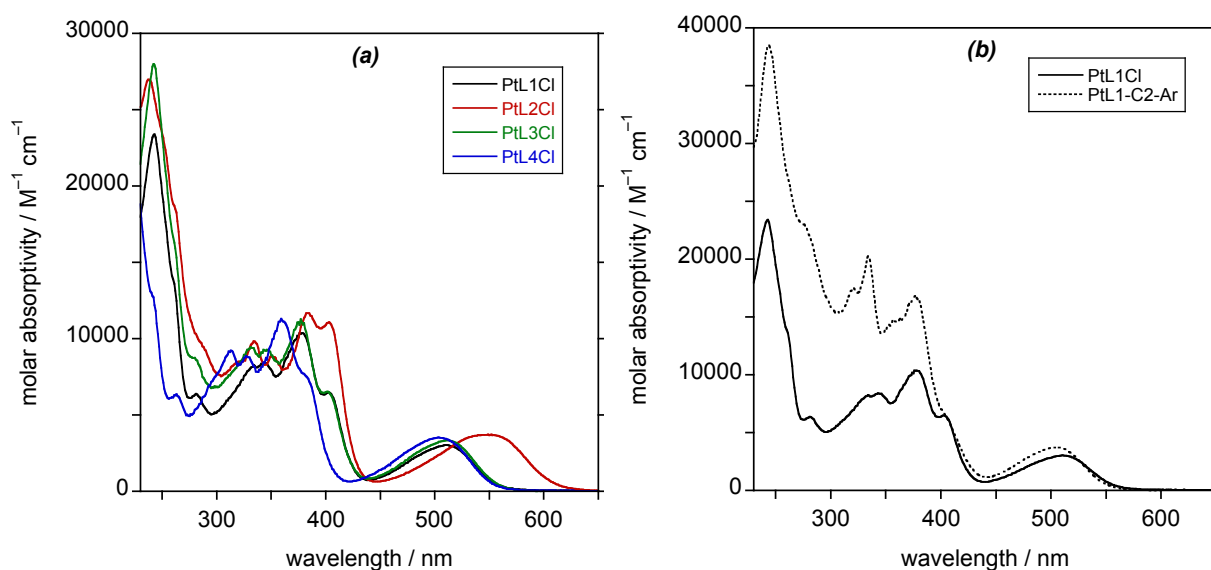 (a)
PtL1Cl
PtL2Cl
PtL3Cl
PtL4Cl
30000
20000
10000
0
molar absorptivity / M⁻¹ cm⁻¹
300
400
500
600
wavelength / nm
(b)
PtL1Cl
PtL1-C2-Ar
40000
30000
20000
10000
0
molar absorptivity / M⁻¹ cm⁻¹
300
400
500
600
wavelength / nm